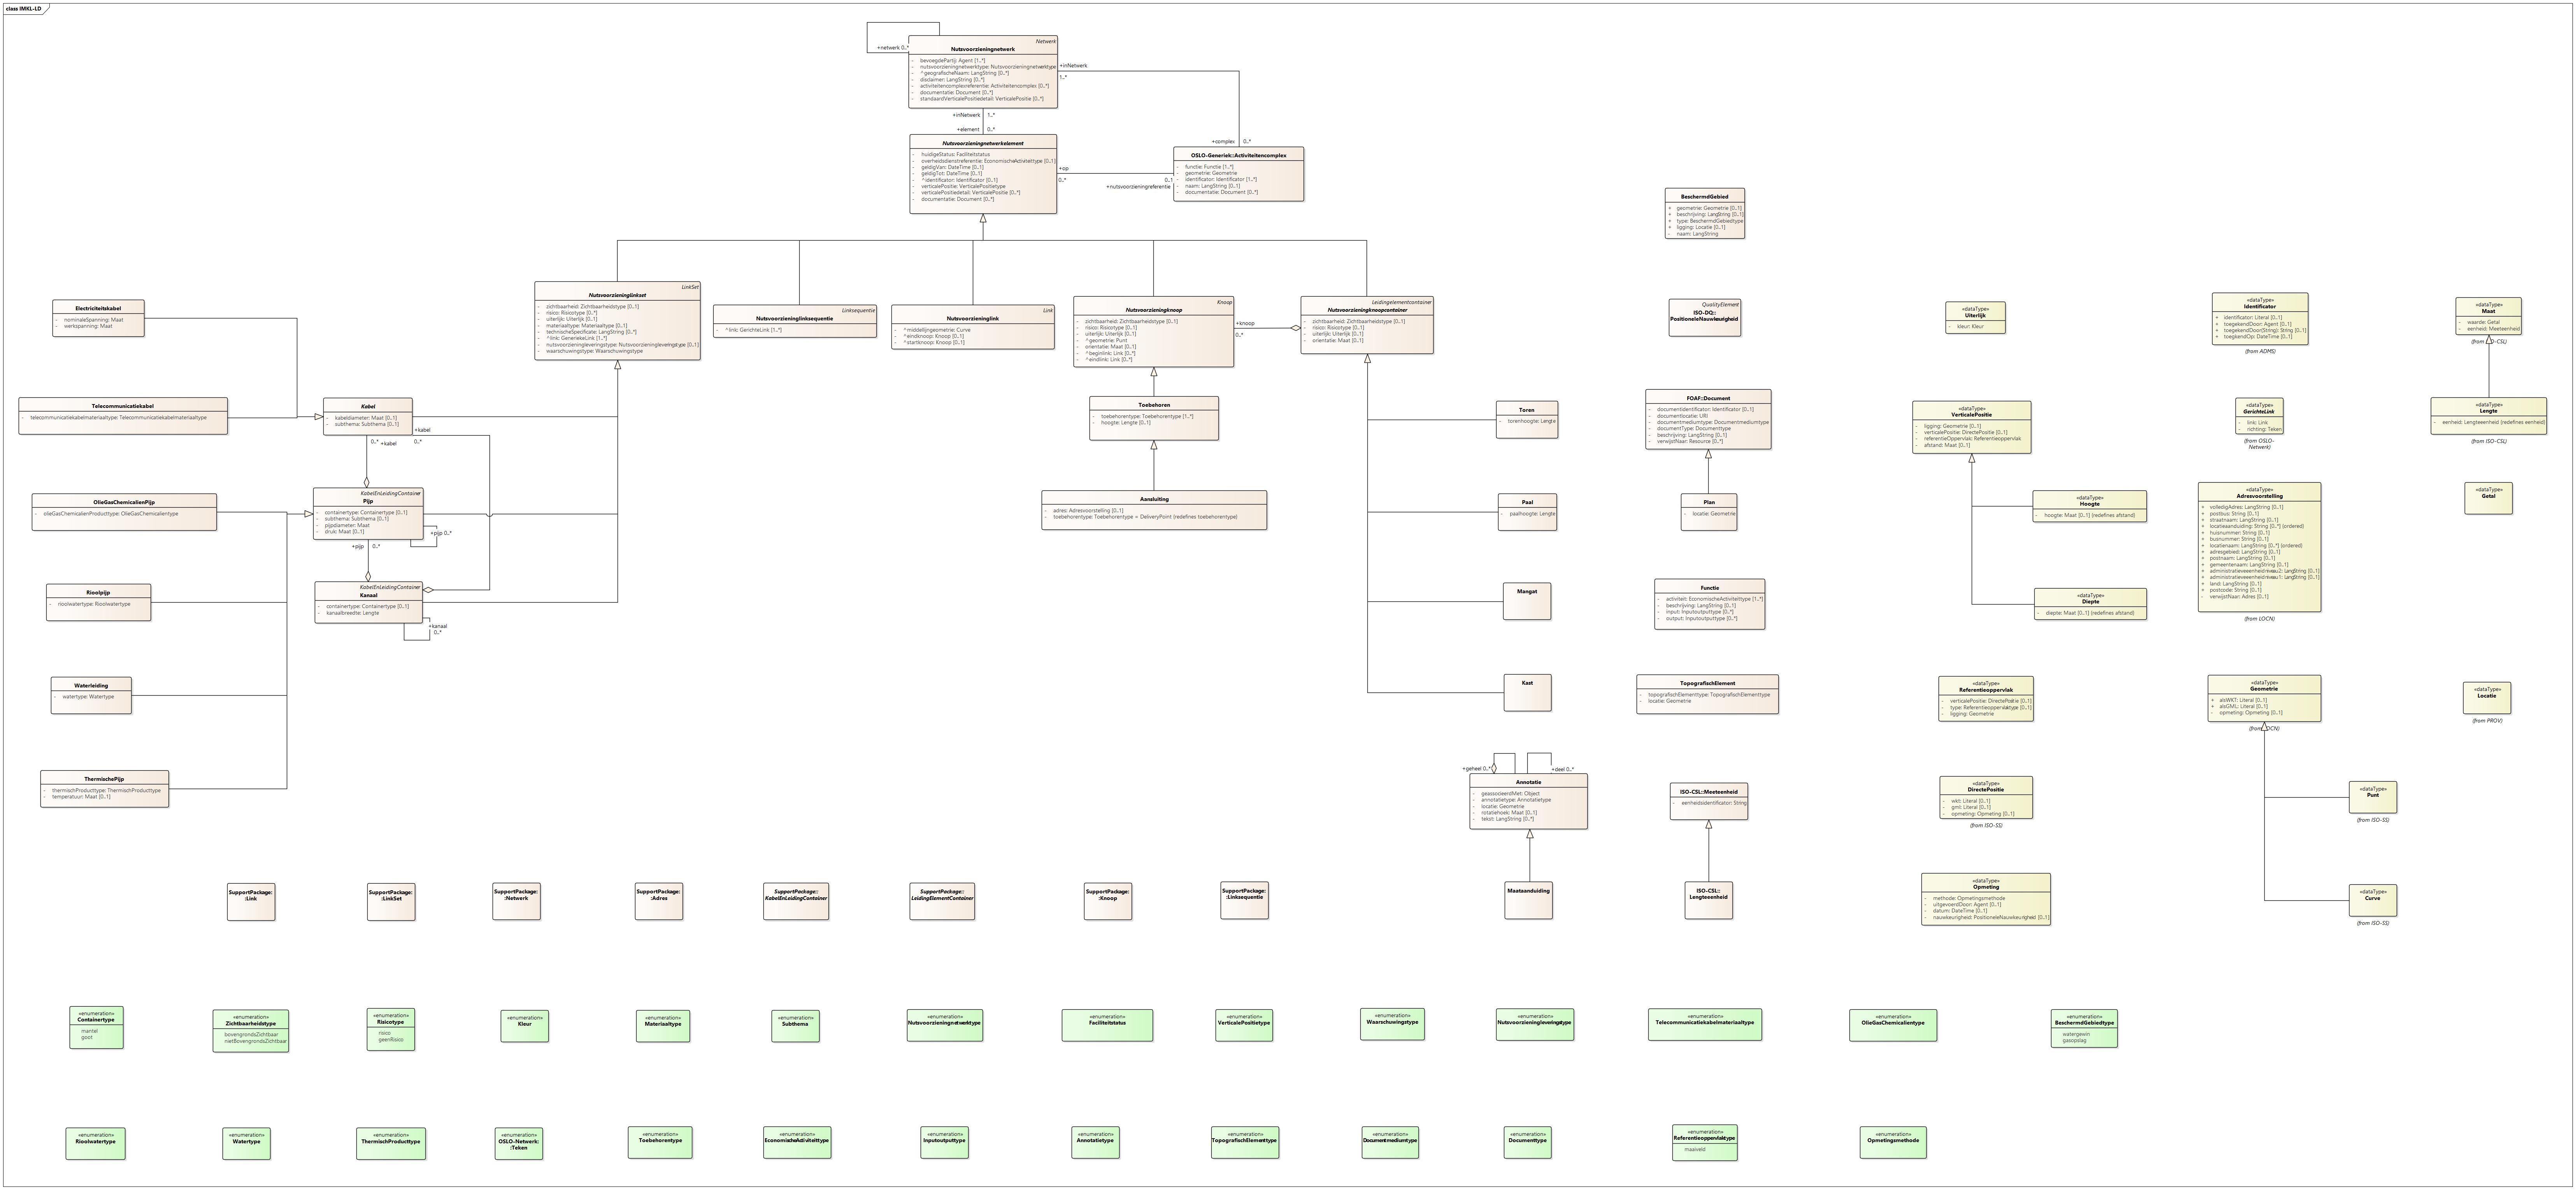 class IMKL-LD
Netwerk
Nutsvoorzieningnetwerk
- bevoegdePartij: Agent [1..*]
- nutsvoorzieningnetwerktype: Nutsvoorzieningnetwerktype
- ^geografischeNaam: LangString [0..*]
- disclaimer: LangString [0..*]
- activiteitencomplexreferentie: Activiteitencomplex [0..*]
- documentatie: Document [0..*]
- standaardVerticalePositiedetail: VerticalePositie [0..*]
+netwerk 0..*
+inNetwerk
1..*
+inNetwerk 1..*
+element 0..*
+complex 0..*
Nutsvoorzieningnetwerkelement
- huidigeStatus: Faciliteitstatus
- overheidsdienstreferentie: EconomischeActiviteittype [0..1]
- geldigVan: DateTime [0..1]
- geldigTot: DateTime [0..1]
- ^identificator: Identificator [0..1]
- verticalePositie: VerticalePositietype
- verticalePositiedetail: VerticalePositie [0..*]
- documentatie: Document [0..*]
+op
0..*
0..1
+nutsvoorzieningreferentie
OSLO-Generiek::Activiteitencomplex
- functie: Functie [1..*]
- geometrie: Geometrie
- identificator: Identificator [1..*]
- naam: LangString [0..1]
- documentatie: Document [0..*]
BeschermdGebied
+ geometrie: Geometrie [0..1]
+ beschrijving: LangString [0..1]
+ type: BeschermdGebiedtype
+ ligging: Locatie [0..1]
- naam: LangString
Electriciteitskabel
- nominaleSpanning: Maat
- werkspanning: Maat
LinkSet
Nutsvoorzieninglinkset
- zichtbaarheid: Zichtbaarheidstype [0..1]
- risico: Risicotype [0..*]
- uiterlijk: Uiterlijk [0..1]
- materiaaltype: Materiaaltype [0..1]
- technischeSpecificatie: LangString [0..*]
- ^link: GeneriekeLink [1..*]
- nutsvoorzieningleveringstype: Nutsvoorzieningleveringstype [0..1]
- waarschuwingstype: Waarschuwingstype
Linksequentie
Nutsvoorzieninglinksequentie
- ^link: GerichteLink [1..*]
Link
Nutsvoorzieninglink
- ^middellijngeometrie: Curve
- ^eindknoop: Knoop [0..1]
- ^startknoop: Knoop [0..1]
Knoop
Nutsvoorzieningknoop
- zichtbaarheid: Zichtbaarheidstype [0..1]
- risico: Risicotype [0..*]
- uiterlijk: Uiterlijk [0..1]
- ^geometrie: Punt
- orientatie: Maat [0..1]
- ^beginlink: Link [0..*]
- ^eindlink: Link [0..*]
+knoop
0..*
Leidingelementcontainer
Nutsvoorzieningknoopcontainer
- zichtbaarheid: Zichtbaarheidstype [0..1]
- risico: Risicotype [0..*]
- uiterlijk: Uiterlijk [0..1]
- orientatie: Maat [0..1]
QualityElement
ISO-DQ::
PositioneleNauwkeurigheid
«dataType»
Uiterlijk
- kleur: Kleur
«dataType»
Identificator
+ identificator: Literal [0..1]
+ toegekendDoor: Agent [0..1]
+ toegekendDoor(String): String [0..1]
+ toegkendOp: DateTime [0..1]
(from ADMS)
«dataType»
Maat
- waarde: Getal
- eenheid: Meeteenheid
Telecommunicatiekabel
- telecommunicatiekabelmateriaaltype: Telecommunicatiekabelmateriaaltype
Kabel
- kabeldiameter: Maat [0..1]
- subthema: Subthema [0..1]
0..* +kabel
+kabel
0..*
Toebehoren
- toebehorentype: Toebehorentype [1..*]
- hoogte: Lengte [0..1]
Toren
- torenhoogte: Lengte
FOAF::Document
- documentidentificator: Identificator [0..1]
- documentlocatie: URI
- documentmediumtype: Documentmediumtype
- documentType: Documenttype
- beschrijving: LangString [0..1]
- verwijstNaar: Resource [0..*]
«dataType»
VerticalePositie
- ligging: Geometrie [0..1]
- verticalePositie: DirectePositie [0..1]
- referentieOppervlak: Referentieoppervlak
- afstand: Maat [0..1]
«dataType»
GerichteLink
- link: Link
- richting: Teken
(from OSLO-
Netwerk)
«dataType»
Lengte
- eenheid: Lengteeenheid {redefines eenheid}
(from ISO-CSL)
OlieGasChemicalienPijp
- olieGasChemicalienProducttype: OlieGasChemicalientype
KabelEnLeidingContainer
Pijp
- containertype: Containertype [0..1]
- subthema: Subthema [0..1]
- pijpdiameter: Maat
- druk: Maat [0..1]
+pijp 0..*
+pijp 0..*
Aansluiting
- adres: Adresvoorstelling [0..1]
- toebehorentype: Toebehorentype = DeliveryPoint {redefines toebehorentype}
Paal
- paalhoogte: Lengte
Plan
- locatie: Geometrie
«dataType»
Hoogte
- hoogte: Maat [0..1] {redefines afstand}
«dataType»
Adresvoorstelling
+ volledigAdres: LangString [0..1]
+ postbus: String [0..1]
+ straatnaam: LangString [0..1]
+ locatieaanduiding: String [0..*] {ordered}
+ huisnummer: String [0..1]
+ busnummer: String [0..1]
+ locatienaam: LangString [0..*] {ordered}
+ adresgebied: LangString [0..1]
+ postnaam: LangString [0..1]
+ gemeentenaam: LangString [0..1]
+ administratieveeenheidniveau2: LangString [0..1]
+ administratieveeenheidniveau1: LangString [0..1]
+ land: LangString [0..1]
+ postcode: String [0..1]
- verwijstNaar: Adres [0..1]
(from LOCN)
«dataType»
Getal
Rioolpijp
- rioolwatertype: Rioolwatertype
KabelEnLeidingContainer
Kanaal
- containertype: Containertype [0..1]
- kanaalbreedte: Lengte
+kanaal
0..*
Mangat
Functie
- activiteit: EconomischeActiviteittype [1..*]
- beschrijving: LangString [0..1]
- input: Inputoutputtype [0..*]
- output: Inputoutputtype [0..*]
«dataType»
Diepte
- diepte: Maat [0..1] {redefines afstand}
Waterleiding
- watertype: Watertype
Kast
TopografischElement
- topografischElementtype: TopografischElementtype
- locatie: Geometrie
«dataType»
Referentieoppervlak
- verticalePositie: DirectePositie [0..1]
- type: Referentieoppervlaktype [0..1]
- ligging: Geometrie
«dataType»
Geometrie
+ alsWKT: Literal [0..1]
+ alsGML: Literal [0..1]
- opmeting: Opmeting [0..1]
«dataType»
Locatie
(from PROV)
ThermischePijp
- thermischProducttype: ThermischProducttype
- temperatuur: Maat [0..1]
+geheel 0..*
+deel 0..*
Annotatie
- geassocieerdMet: Object
- annotatietype: Annotatietype
- locatie: Geometrie
- rotatiehoek: Maat [0..1]
- tekst: LangString [0..*]
ISO-CSL::Meeteenheid
- eenheidsidentificator: String
«dataType»
DirectePositie
- wkt: Literal [0..1]
- gml: Literal [0..1]
- opmeting: Opmeting [0..1]
(from ISO-SS)
«dataType»
Punt
(from ISO-SS)
SupportPackage:
:Link
SupportPackage:
:LinkSet
SupportPackage:
:Netwerk
SupportPackage:
:Adres
SupportPackage::
KabelEnLeidingContainer
SupportPackage::
LeidingElementContainer
SupportPackage:
:Knoop
SupportPackage:
:Linksequentie
Maataanduiding
ISO-CSL::
Lengteeenheid
«dataType»
Opmeting
- methode: Opmetingsmethode
- uitgevoerdDoor: Agent [0..1]
- datum: DateTime [0..1]
- nauwkeurigheid: PositioneleNauwkeurigheid [0..1]
«dataType»
Curve
(from ISO-SS)
«enumeration»
Containertype
mantel
goot
«enumeration»
Zichtbaarheidstype
bovengrondsZichtbaar
nietBovengrondsZichtbaar
«enumeration»
Risicotype
risico
geenRisico
«enumeration»
Kleur
«enumeration»
Materiaaltype
«enumeration»
Subthema
«enumeration»
Nutsvoorzieningnetwerktype
«enumeration»
Faciliteitstatus
«enumeration»
VerticalePositietype
«enumeration»
Waarschuwingstype
«enumeration»
Nutsvoorzieningleveringstype
«enumeration»
Telecommunicatiekabelmateriaaltype
«enumeration»
OlieGasChemicalientype
«enumeration»
BeschermdGebiedtype
watergewin
gasopslag
«enumeration»
Rioolwatertype
«enumeration»
Watertype
«enumeration»
ThermischProducttype
«enumeration»
OSLO-Netwerk:
:Teken
«enumeration»
Toebehorentype
«enumeration»
EconomischeActiviteittype
«enumeration»
Inputoutputtype
«enumeration»
Annotatietype
«enumeration»
TopografischElementtype
«enumeration»
Documentmediumtype
«enumeration»
Documenttype
«enumeration»
Referentieoppervlaktype
maaiveld
«enumeration»
Opmetingsmethode